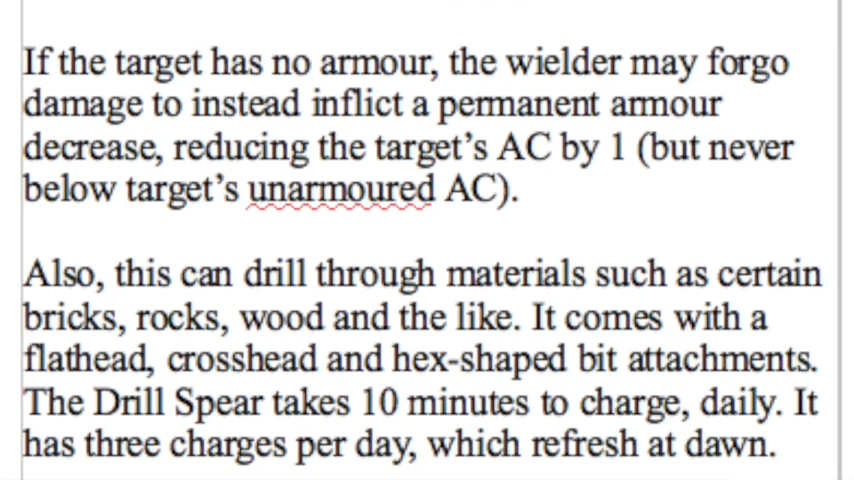 If the target has no armour, the wielder may forgo
damage to instead inflict a permanent armour
decrease, reducing the target’s AC by 1 (but never
below target’s unarmoured AC).
Also, this can drill through materials such as certain
bricks, rocks, wood and the like. It comes with a
flathead, crosshead and hex-shaped bit attachments.
The Drill Spear takes 10 minutes to charge, daily. It
has three charges per day, which refresh at dawn.